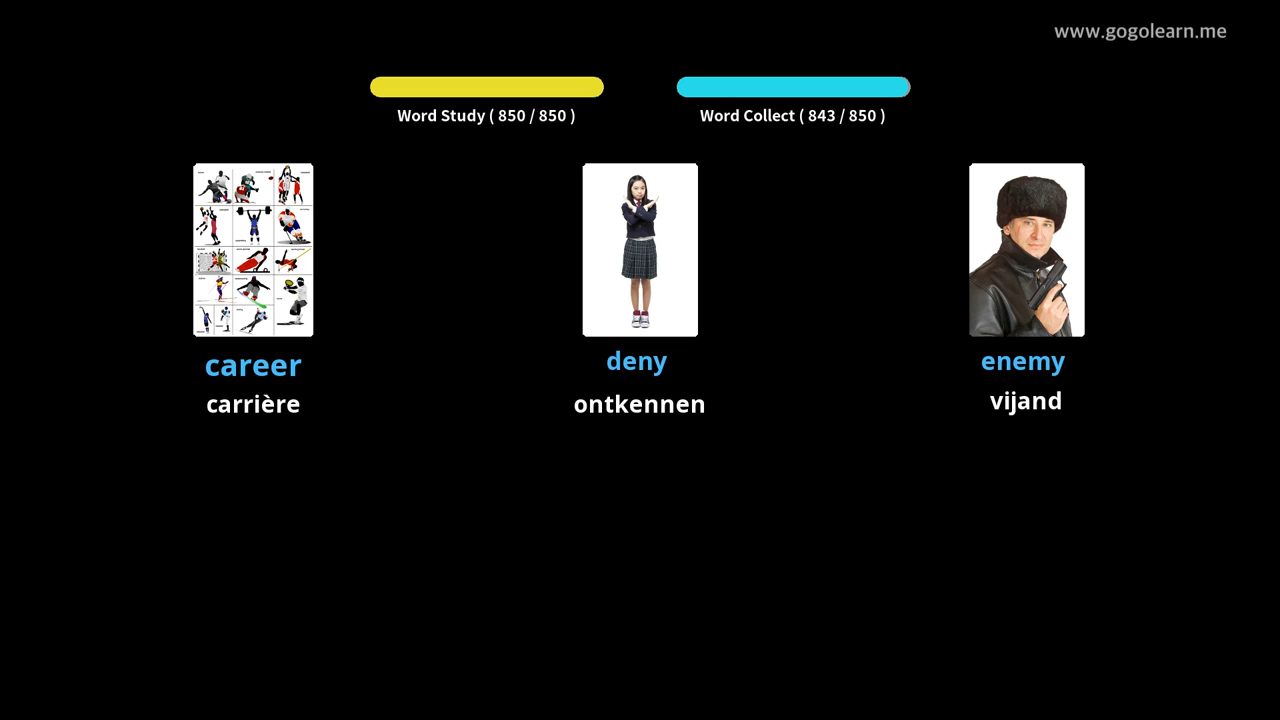 www.gogolearn.me
Word Study ( 850 / 850 )
Word Collect ( 843 / 850 )
career
deny
enemy
carrière
ontkennen
vijand